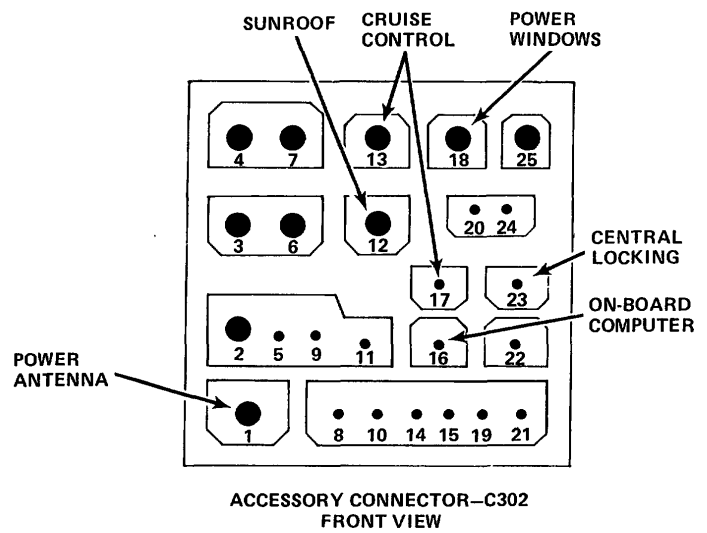 SUNROOF
CRUISE
CONTROL
POWER
WINDOWS
4 7 13 18 25
3 6 12 20 24
CENTRAL
LOCKING
17 23
ON-BOARD
COMPUTER
2 5 9 11 16 22
POWER
ANTENNA
1 8 10 14 15 19 21
ACCESSORY CONNECTOR—C302
FRONT VIEW